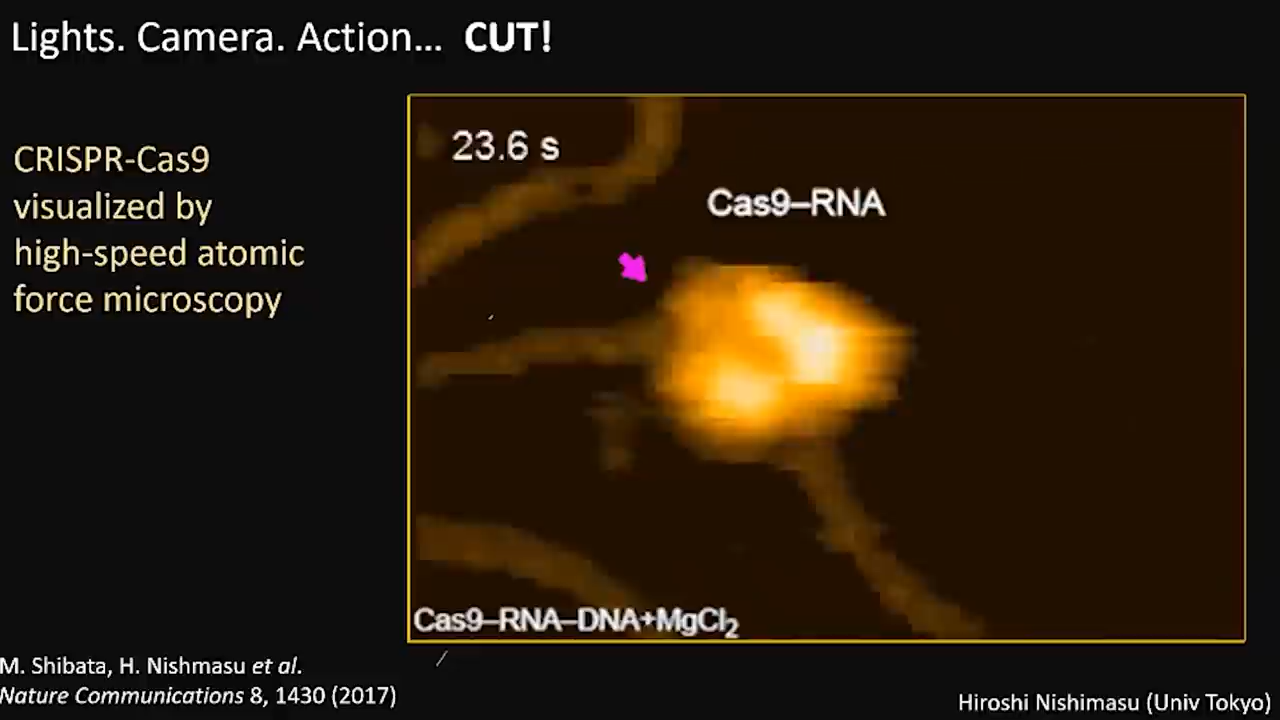 Lights. Camera. Action... CUT!
CRISPR-Cas9
visualized by
high-speed atomic
force microscopy
23.6 s
Cas9–RNA
Cas9–RNA–DNA+MgCl₂
M. Shibata, H. Nishmasu et al.
Nature Communications 8, 1430 (2017)
Hiroshi Nishimasu (Univ Tokyo)